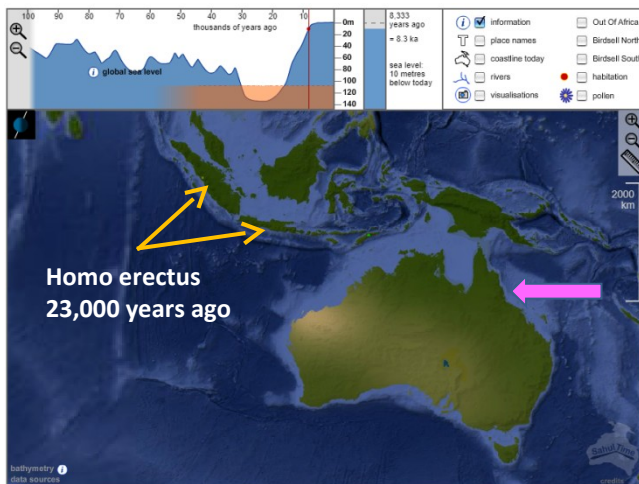 100 90 80 70 60 50 40 30 20 10
thousands of years ago
global sea level
0m
20
40
60
80
100
120
140
8,333
years ago
= 8.3 ka
sea level:
10 metres
below today
information
place names
coastline today
rivers
visualisations
Out Of Africa
Birdsell North
Birdsell South
habitation
pollen
2000
km
Homo erectus
23,000 years ago
bathymetry
data sources
Sahul Time
credits